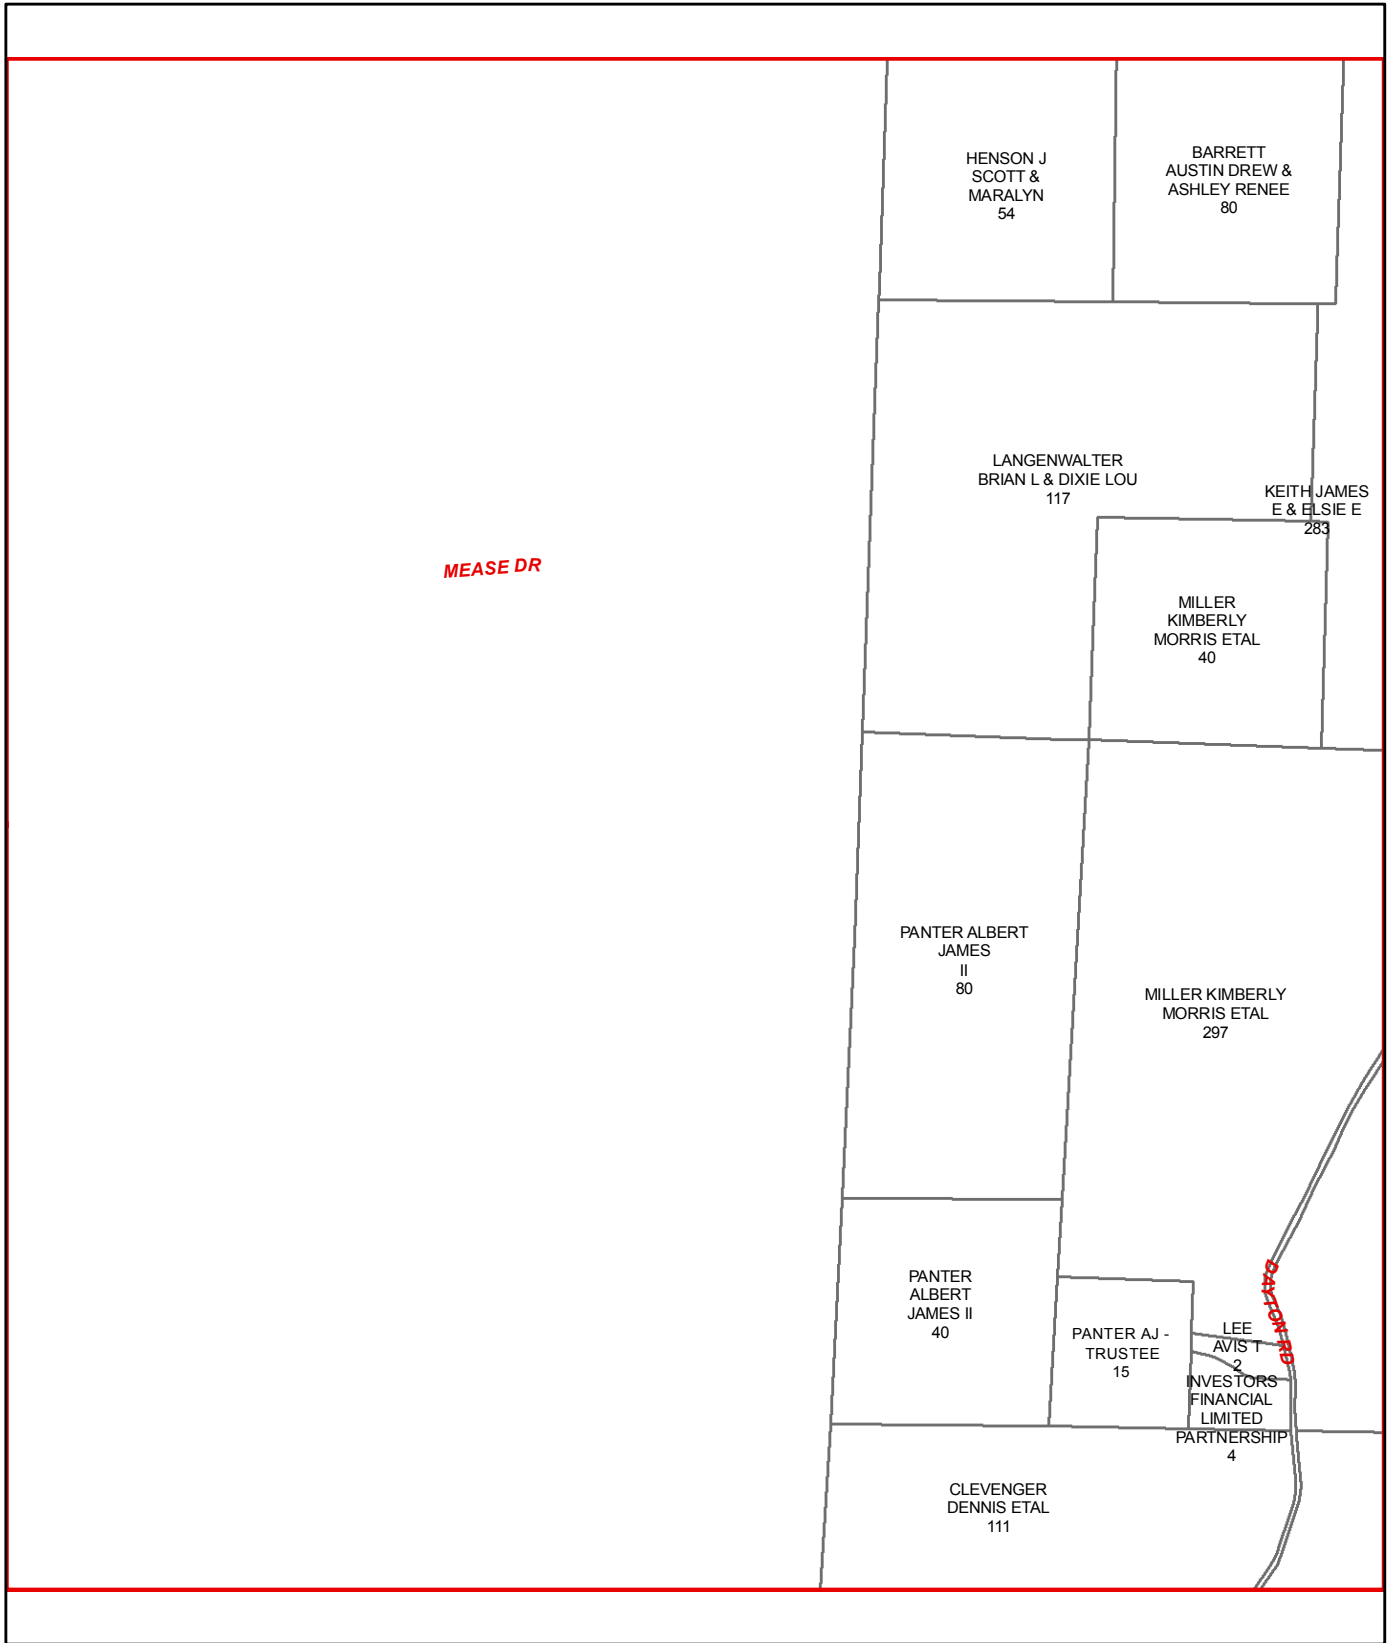 HENSON J
SCOTT &
MARALYN
54
BARRETT
AUSTIN DREW &
ASHLEY RENEE
80
LANGENWALTER
BRIAN L & DIXIE LOU
117
KEITH JAMES
E & ELSIE E
283
MEASE DR
MILLER
KIMBERLY
MORRIS ETAL
40
PANTER ALBERT
JAMES
II
80
MILLER KIMBERLY
MORRIS ETAL
297
PANTER
ALBERT
JAMES II
40
PANTER AJ -
TRUSTEE
15
DAYTON RD
LEE
AVIS T
2
INVESTORS
FINANCIAL
LIMITED
PARTNERSHIP
4
CLEVENGER
DENNIS ETAL
111